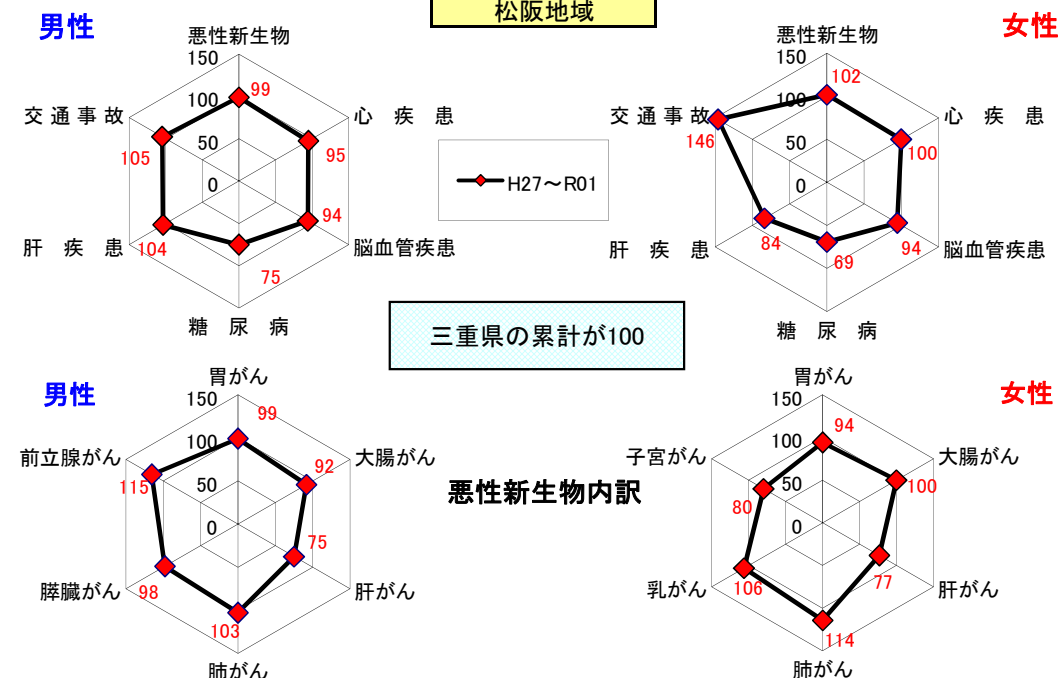 松阪地域
男性
悪性新生物
150
100
50
0
99
心 疾 患
95
脳血管疾患
94
糖 尿 病
75
肝 疾 患
104
交 通 事 故
105
H27～R01
女性
悪性新生物
150
100
50
0
102
心 疾 患
100
脳血管疾患
94
糖 尿 病
69
肝 疾 患
84
交 通 事 故
146
三重県の累計が100
男性
胃がん
150
100
50
0
99
大腸がん
92
肝がん
75
肺がん
103
膵臓がん
98
前立腺がん
115
悪性新生物内訳
女性
胃がん
150
100
50
0
94
大腸がん
100
肝がん
77
肺がん
114
乳がん
106
子宮がん
80